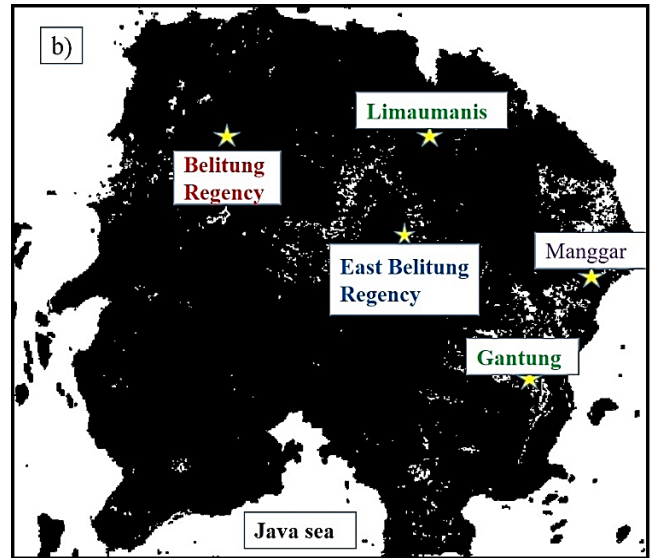 b)
Limaumanis
Belitung
Regency
East Belitung
Regency
Manggar
Gantung
Java sea